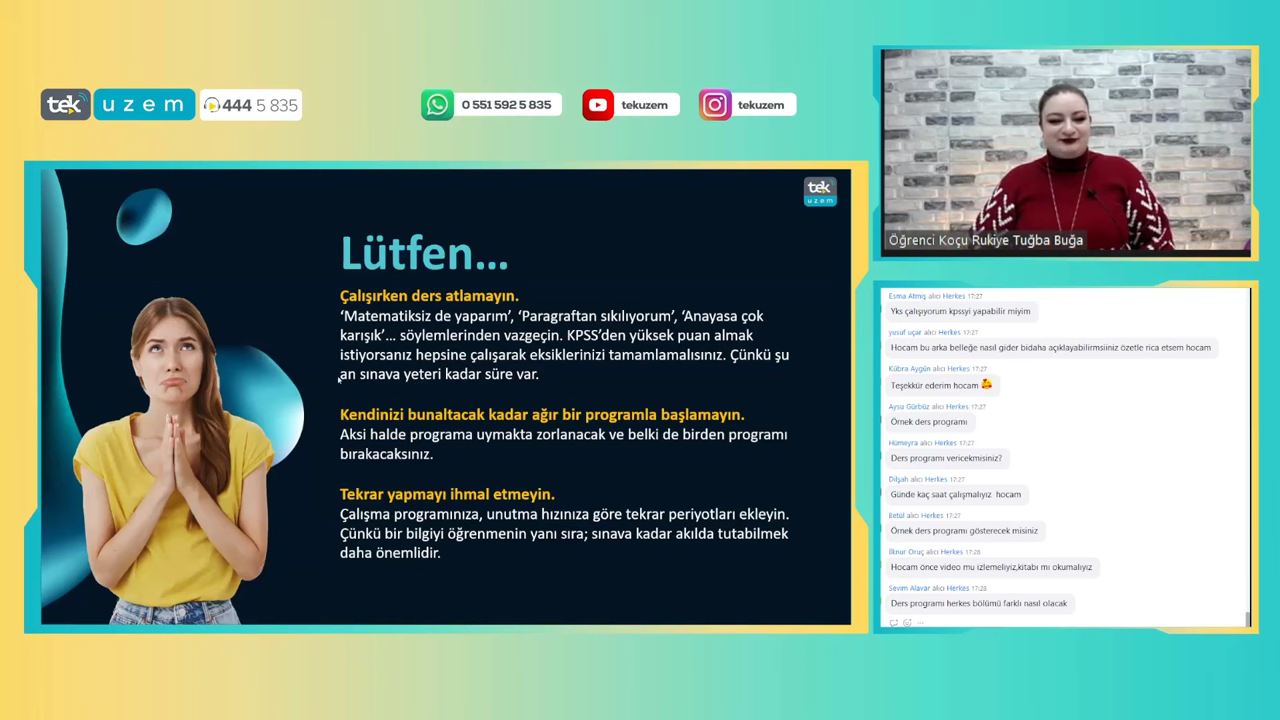 tek uzem 444 5 835
0 551 592 5 835
tekuzem
tekuzem
tek
uzem
Lütfen...
Çalışırken ders atlamayın.
‘Matematiksiz de yaparım’, ‘Paragraftan sıkılıyorum’, ‘Anayasa çok
karışık’... söylemlerinden vazgeçin. KPSS’den yüksek puan almak
istiyorsanız hepsine çalışarak eksiklerinizi tamamlamalısınız. Çünkü şu
an sınava yeteri kadar süre var.
Kendinizi bunaltacak kadar ağır bir programla başlamayın.
Aksi halde programa uymakta zorlanacak ve belki de birden programı
bırakacaksınız.
Tekrar yapmayı ihmal etmeyin.
Çalışma programınıza, unutma hızınıza göre tekrar periyotları ekleyin.
Çünkü bir bilgiyi öğrenmenin yanı sıra; sınava kadar akılda tutabilmek
daha önemlidir.
Öğrenci Koçu Rukiye Tuğba Buğa
Esma Atmış alıcı Herkes 17:27
Yks çalışıyorum kpssyi yapabilir miyim
yusuf uçar alıcı Herkes 17:27
Hocam bu arka belleğe nasıl gider bidaha açıklayabilirmsiiniz özetle rica etsem hocam
Kübra Aygün alıcı Herkes 17:27
Teşekkür ederim hocam 🥰
Aysu Gürbüz alıcı Herkes 17:27
Örnek ders programı
Hümeyra alıcı Herkes 17:27
Ders programı vericekmisiniz?
Dilşah alıcı Herkes 17:27
Günde kaç saat çalışmalıyız hocam
Betül alıcı Herkes 17:27
Örnek ders programı gösterecek misiniz
İlknur Oruç alıcı Herkes 17:28
Hocam önce video mu izlemeliyiz,kitabı mı okumalıyız
Sevim Alavar alıcı Herkes 17:28
Ders programı herkes bölümü farklı nasıl olacak